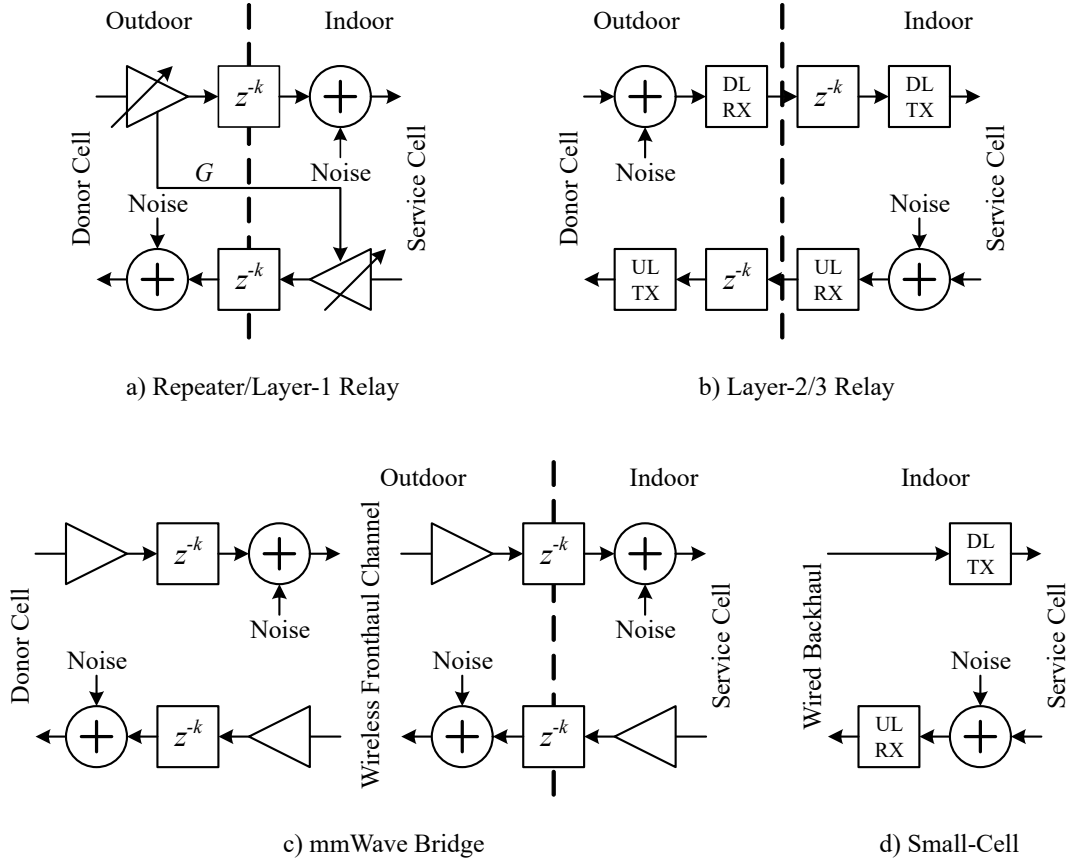 Outdoor
Indoor
z-k
Noise
G
Noise
z-k
Donor Cell
Service Cell
a) Repeater/Layer-1 Relay
Outdoor
Indoor
DL
RX
z-k
DL
TX
Noise
Noise
UL
TX
z-k
UL
RX
Donor Cell
Service Cell
b) Layer-2/3 Relay
Outdoor
Indoor
z-k
Noise
Noise
z-k
Donor Cell
Wireless Fronthaul Channel
z-k
Noise
Noise
z-k
Service Cell
c) mmWave Bridge
Indoor
DL
TX
Noise
UL
RX
Wired Backhaul
Service Cell
d) Small-Cell